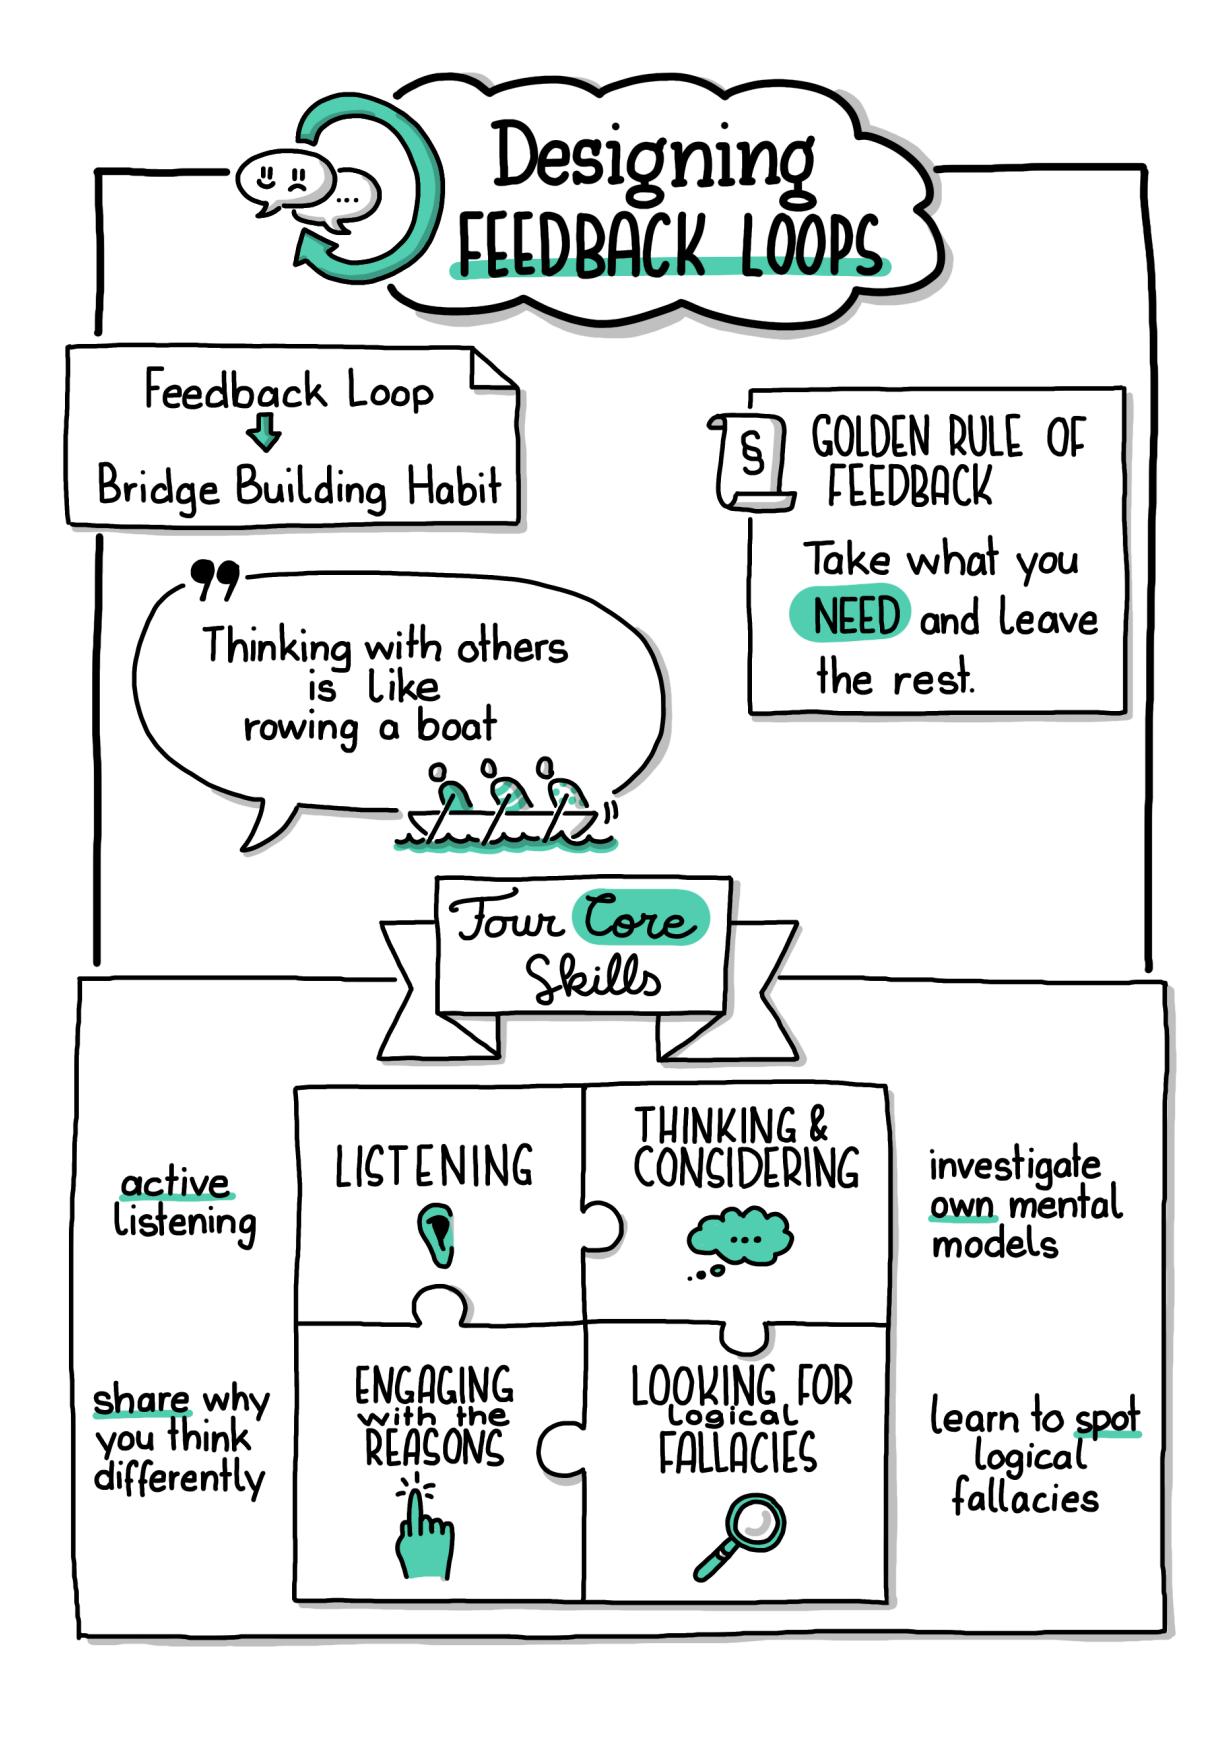 Designing
FEEDBACK LOOPS
Feedback Loop
Bridge Building Habit
§
GOLDEN RULE OF
FEEDBACK
Take what you
NEED and leave
the rest.
Thinking with others
is like
rowing a boat
Four Core
Skills
LISTENING
active
listening
THINKING &
CONSIDERING
investigate
own mental
models
ENGAGING
with the
REASONS
share why
you think
differently
LOOKING FOR
logical
FALLACIES
learn to spot
logical
fallacies